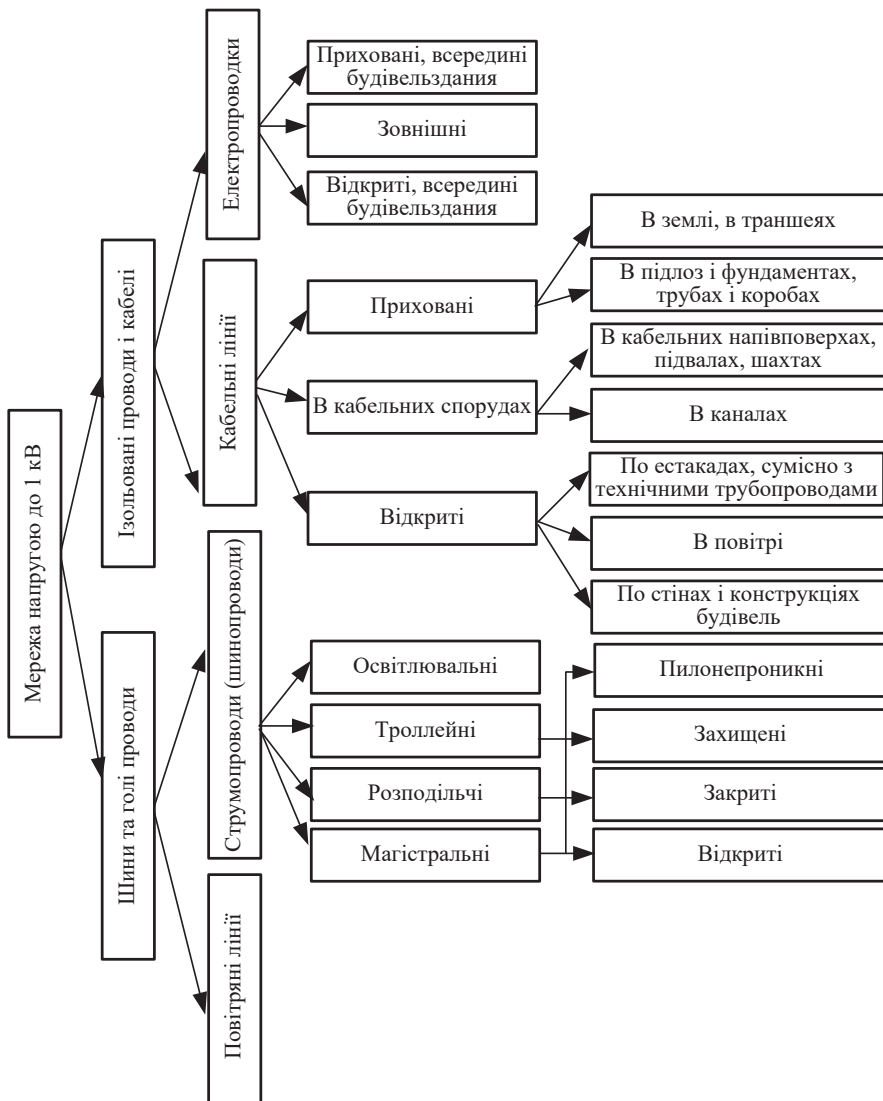 Мережа напругою до 1 кВ
Ізольовані проводи і кабелі
Шини та голі проводи
Електропроводки
Кабельні лінії
Струмопроводи (шинопроводи)
Повітряні лінії
Приховані, всередині
будівельздания
Зовнішні
Відкриті, всередині
будівельздания
Приховані
В кабельних спорудах
Відкриті
Освітлювальні
Троллейні
Розподільчі
Магістральні
В землі, в траншеях
В підлоз і фундаментах,
трубах і коробах
В кабельних напівповерхах,
підвалах, шахтах
В каналах
По естакадах, сумісно з
технічними трубопроводами
В повітрі
По стінах і конструкціях
будівель
Пилонепроникні
Захищені
Закриті
Відкриті